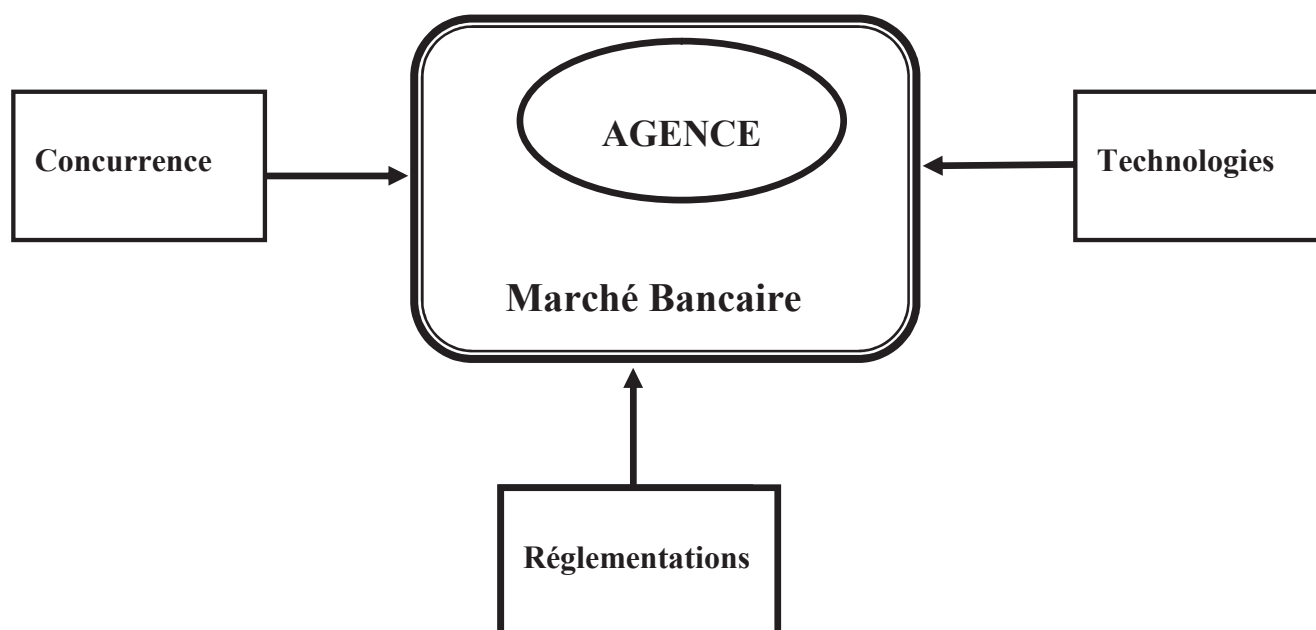 AGENCE
Concurrence
Technologies
Marché Bancaire
Réglementations